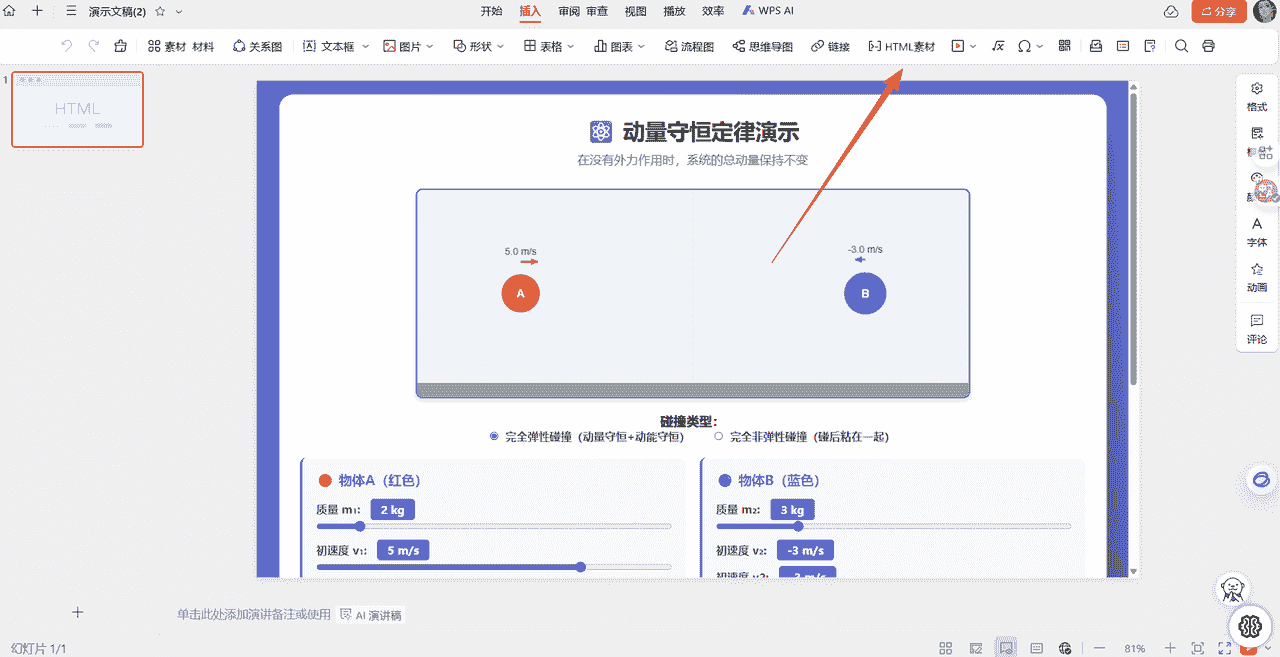 演示文稿(2)
开始 插入 审阅 审查 视图 播放 效率 WPS AI
分享
素材 材料 关系图 文本框 图片 形状 表格 图表 流程图 思维导图 链接 HTML素材
1
HTML
动量守恒定律演示
在没有外力作用时，系统的总动量保持不变
5.0 m/s
-3.0 m/s
A
B
碰撞类型：
完全弹性碰撞（动量守恒+动能守恒） 完全非弹性碰撞（碰后粘在一起）
物体A（红色）
质量 m₁: 2 kg
初速度 v₁: 5 m/s
物体B（蓝色）
质量 m₂: 3 kg
初速度 v₂: -3 m/s
格式
字体
动画
评论
单击此处添加演讲备注或使用 AI 演讲稿
幻灯片 1/1
81%